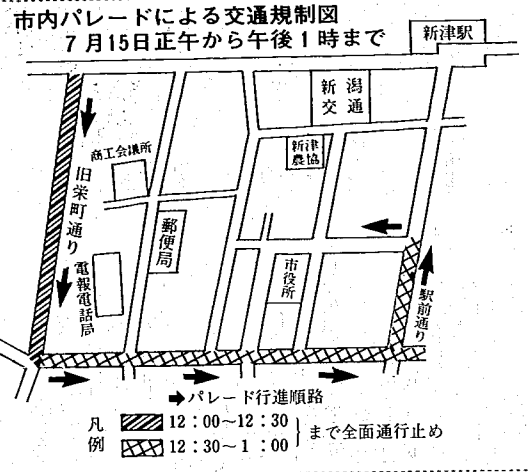 市内パレードによる交通規制図
7月15日正午から午後1時まで
新津駅
新潟交通
商工会議所
新津農協
旧栄町通り
郵便局
電報電話局
市役所
駅前通り
➡パレード行進順路
凡例
12:00〜12:30
12:30〜1:00
まで全面通行止め